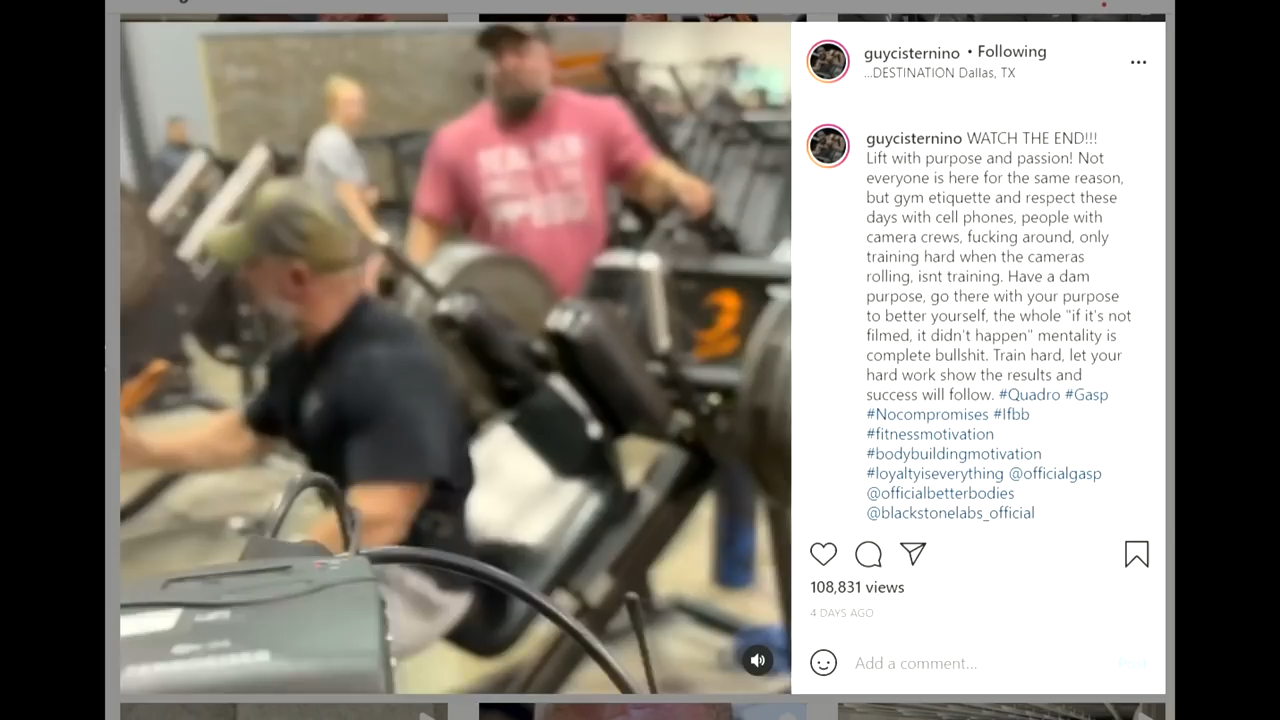 guycisternino • Following
...DESTINATION Dallas, TX
guycisternino WATCH THE END!!!
Lift with purpose and passion! Not
everyone is here for the same reason,
but gym etiquette and respect these
days with cell phones, people with
camera crews, fucking around, only
training hard when the cameras
rolling, isnt training. Have a dam
purpose, go there with your purpose
to better yourself, the whole "if it's not
filmed, it didn't happen" mentality is
complete bullshit. Train hard, let your
hard work show the results and
success will follow. #Quadro #Gasp
#Nocompromises #Ifbb
#fitnessmotivation
#bodybuildingmotivation
#loyaltyiseverything @officialgasp
@officialbetterbodies
@blackstonelabs_official
108,831 views
4 DAYS AGO
Add a comment...
Post